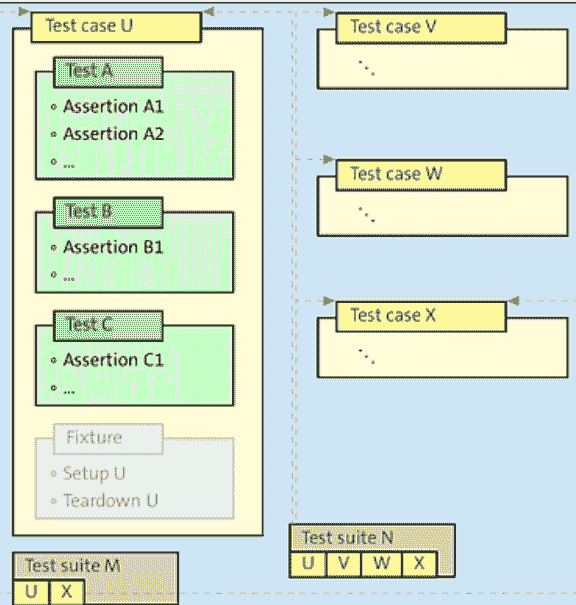 Test case U
Test A
Assertion A1
Assertion A2
...
Test B
Assertion B1
...
Test C
Assertion C1
...
Fixture
Setup U
Teardown U
Test case V
Test case W
Test case X
Test suite N
U V W X
Test suite M
U X